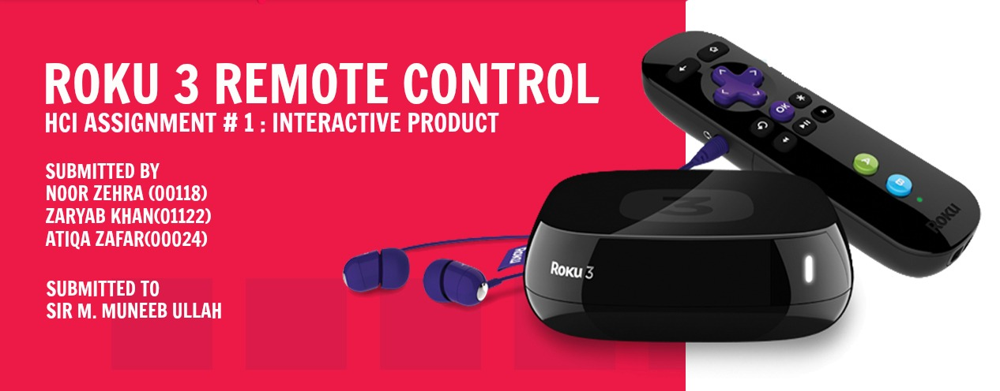 ROKU 3 REMOTE CONTROL
HCI ASSIGNMENT # 1 : INTERACTIVE PRODUCT
SUBMITTED BY
NOOR ZEHRA (00118)
ZARYAB KHAN(01122)
ATIQA ZAFAR(00024)
SUBMITTED TO
SIR M. MUNEEB ULLAH
OK
A
B
Roku
3
Roku
Roku 3